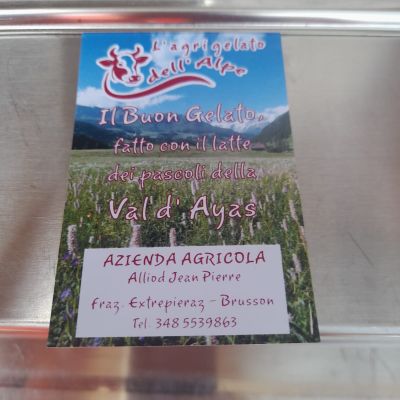 L'agrigelato
dell'Alpe
Il Buon Gelato,
fatto con il latte
dei pascoli della
Val d'Ayas
AZIENDA AGRICOLA
Alliod Jean Pierre
Fraz. Extrepieraz - Brusson
Tel. 348 5539863